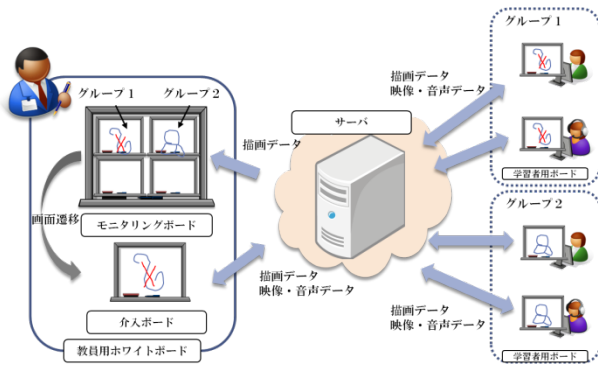 グループ1
グループ2
画面遷移
モニタリングボード
介入ボード
教員用ホワイトボード
描画データ
サーバ
描画データ
映像・音声データ
描画データ
映像・音声データ
描画データ
映像・音声データ
グループ1
学習者用ボード
グループ2
学習者用ボード